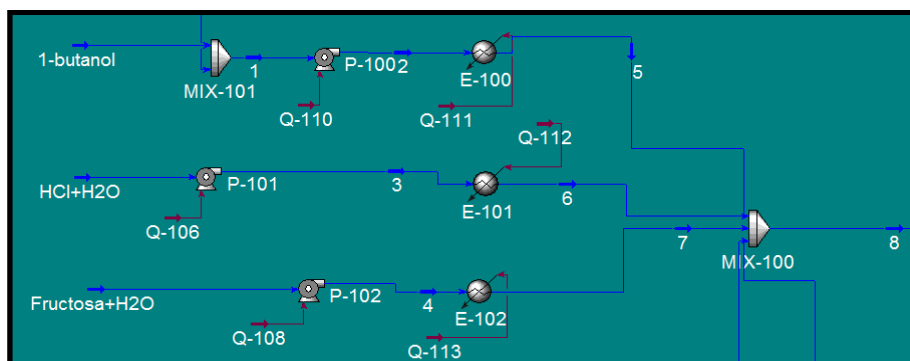 1-butanol
MIX-101
1
P-1002
E-100
5
Q-110
Q-111
Q-112
HCl+H2O
P-101
3
E-101
6
Q-106
7
MIX-100
8
Fructosa+H2O
P-102
4
E-102
Q-108
Q-113